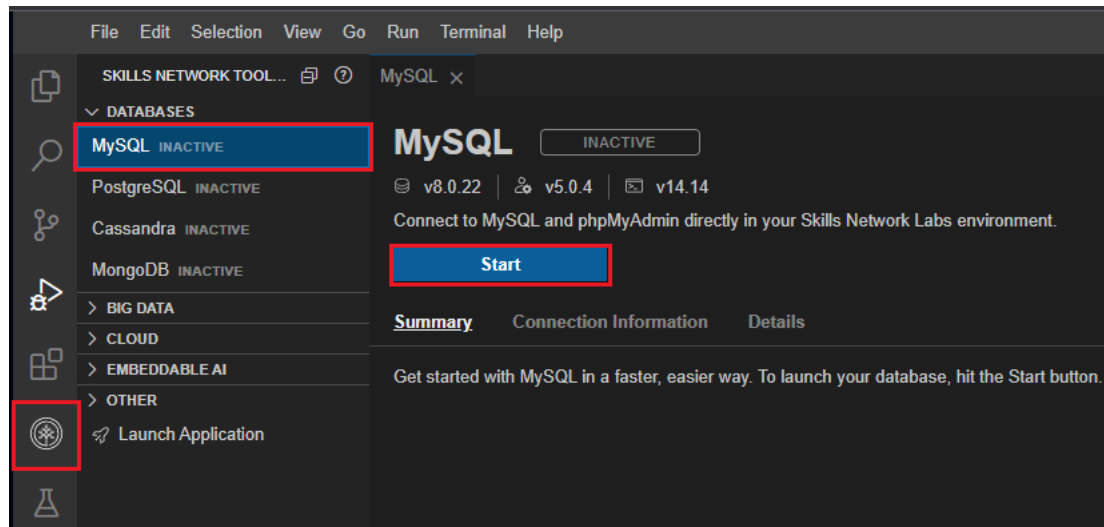 File Edit Selection View Go Run Terminal Help
SKILLS NETWORK TOOL...
DATABASES
MySQL INACTIVE
PostgreSQL INACTIVE
Cassandra INACTIVE
MongoDB INACTIVE
BIG DATA
CLOUD
EMBEDDABLE AI
OTHER
Launch Application
MySQL
MySQL INACTIVE
v8.0.22 v5.0.4 v14.14
Connect to MySQL and phpMyAdmin directly in your Skills Network Labs environment.
Start
Summary Connection Information Details
Get started with MySQL in a faster, easier way. To launch your database, hit the Start button.